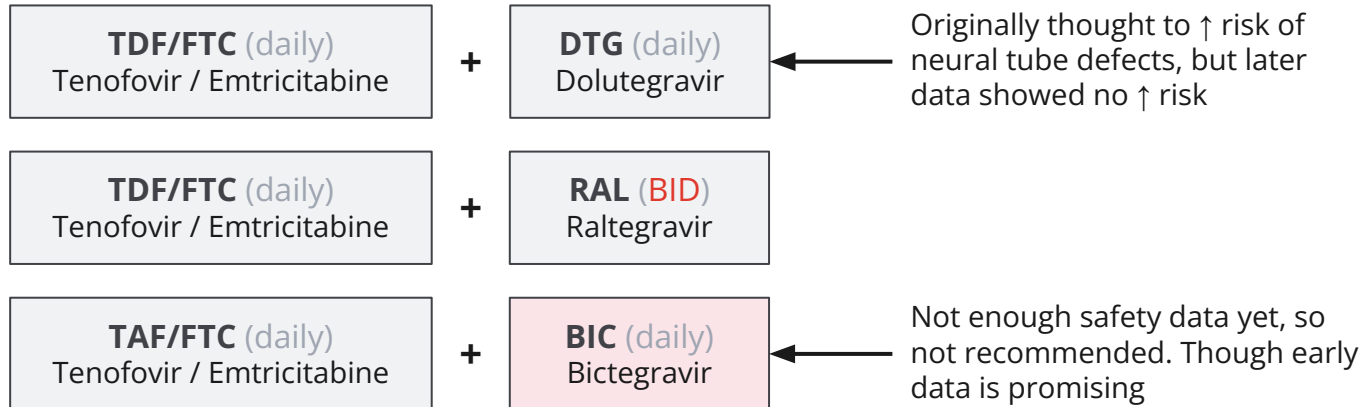 TDF/FTC (daily)
Tenofovir / Emtricitabine
+
DTG (daily)
Dolutegravir
Originally thought to ↑ risk of
neural tube defects, but later
data showed no ↑ risk
TDF/FTC (daily)
Tenofovir / Emtricitabine
+
RAL (BID)
Raltegravir
TAF/FTC (daily)
Tenofovir / Emtricitabine
+
BIC (daily)
Bictegravir
Not enough safety data yet, so
not recommended. Though early
data is promising